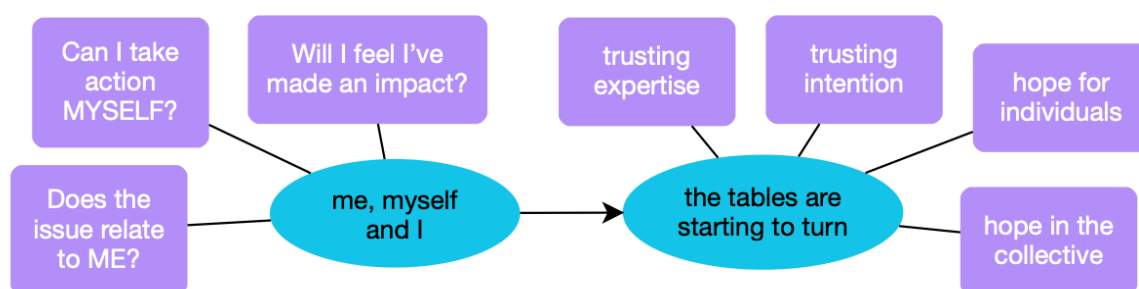 Can I take
action
MYSELF?
Will I feel I've
made an impact?
Does the
issue relate
to ME?
me, myself
and I
trusting
expertise
trusting
intention
hope for
individuals
the tables are
starting to turn
hope in the
collective